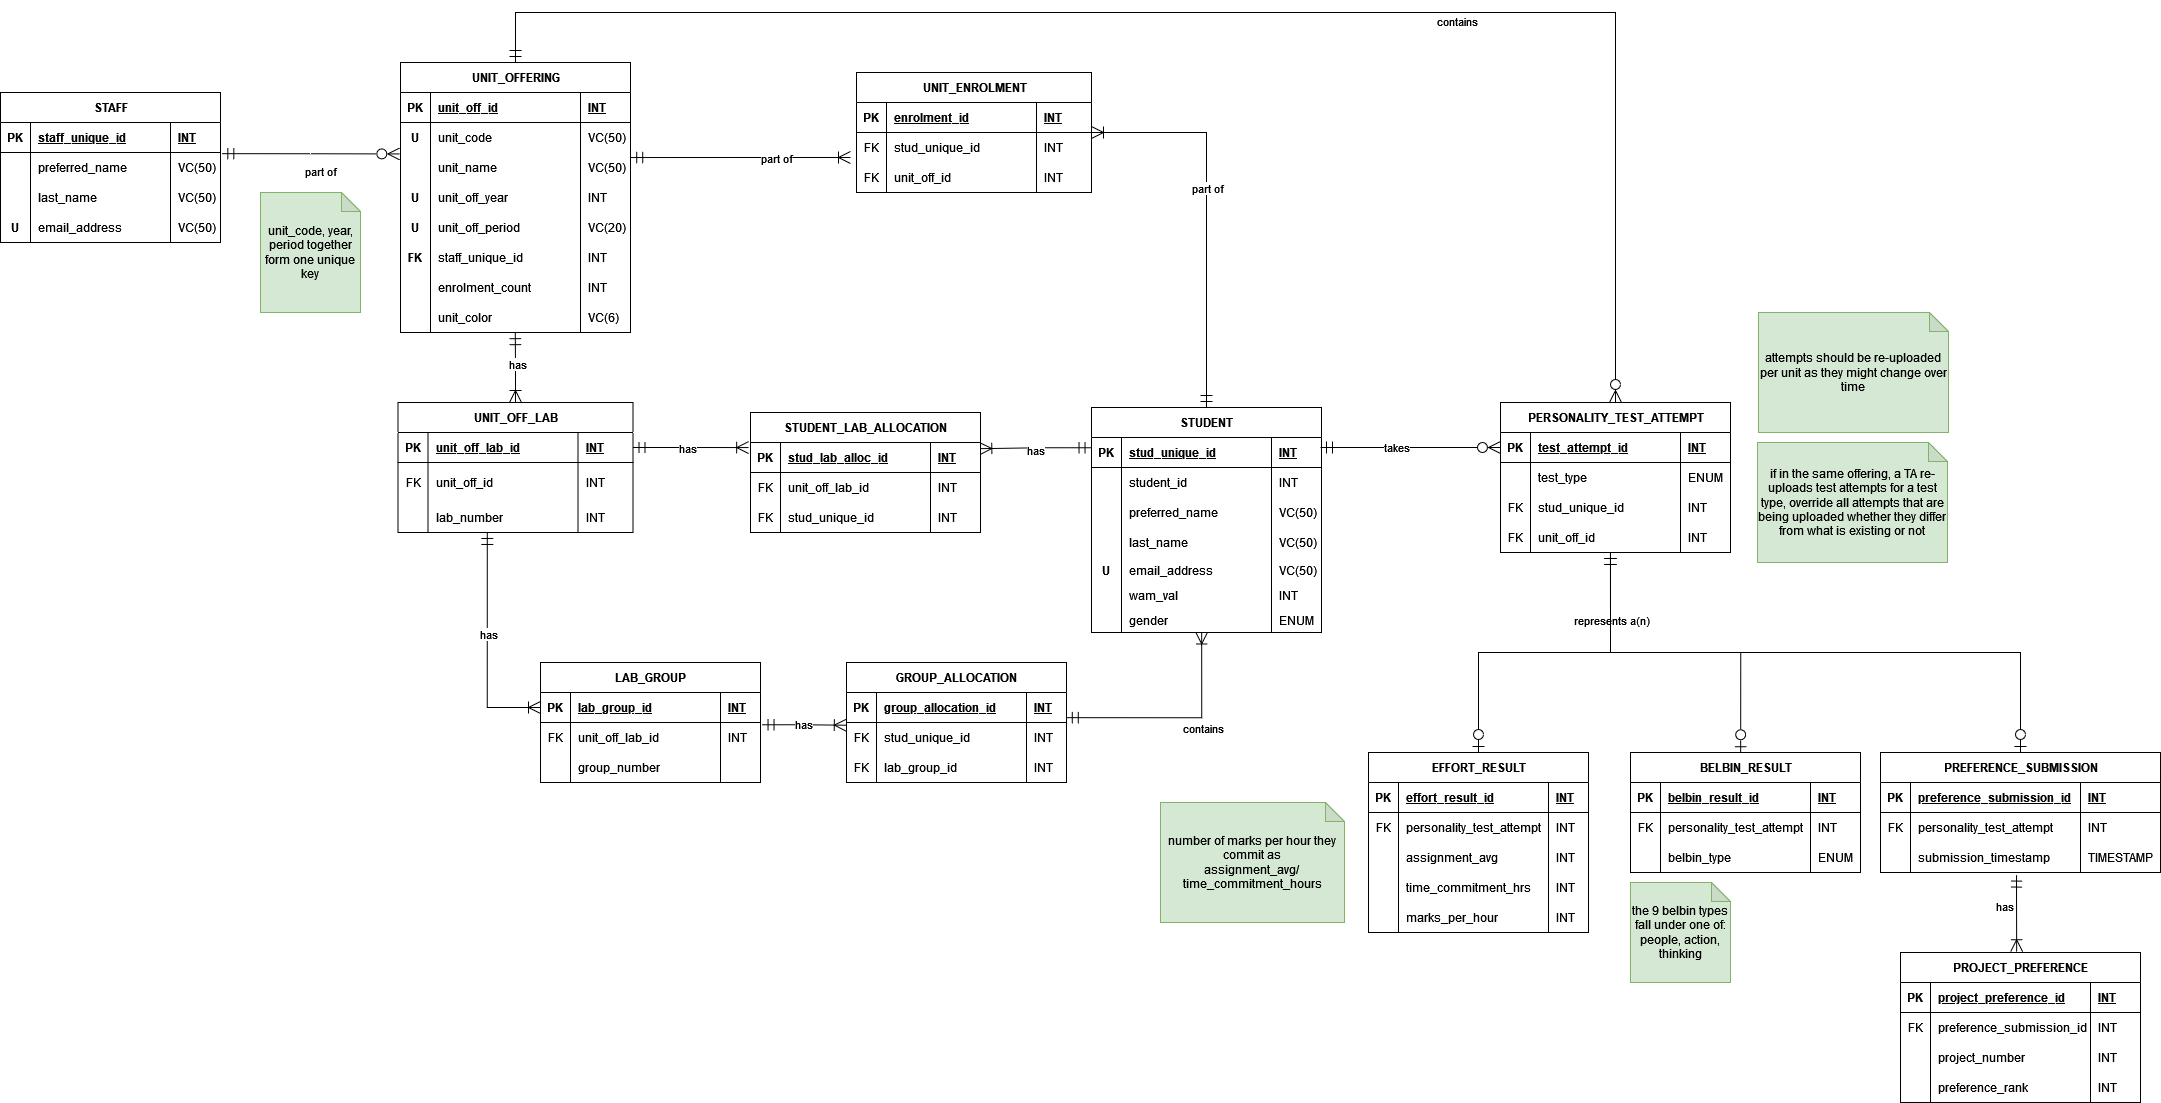 contains
STAFF
PK staff_unique_id INT
preferred_name VC(50)
last_name VC(50)
U email_address VC(50)
part of
unit_code, year,
period together
form one unique
key
UNIT_OFFERING
PK unit_off_id INT
U unit_code VC(50)
unit_name VC(50)
U unit_off_year INT
U unit_off_period VC(20)
FK staff_unique_id INT
enrolment_count INT
unit_color VC(6)
part of
UNIT_ENROLMENT
PK enrolment_id INT
FK stud_unique_id INT
FK unit_off_id INT
part of
has
UNIT_OFF_LAB
PK unit_off_lab_id INT
FK unit_off_id INT
lab_number INT
has
STUDENT_LAB_ALLOCATION
PK stud_lab_alloc_id INT
FK unit_off_lab_id INT
FK stud_unique_id INT
has
STUDENT
PK stud_unique_id INT
student_id INT
preferred_name VC(50)
last_name VC(50)
U email_address VC(50)
wam_val INT
gender ENUM
takes
PERSONALITY_TEST_ATTEMPT
PK test_attempt_id INT
test_type ENUM
FK stud_unique_id INT
FK unit_off_id INT
attempts should be re-uploaded
per unit as they might change over
time
if in the same offering, a TA re-
uploads test attempts for a test
type, override all attempts that are
being uploaded whether they differ
from what is existing or not
has
LAB_GROUP
PK lab_group_id INT
FK unit_off_lab_id INT
group_number
has
GROUP_ALLOCATION
PK group_allocation_id INT
FK stud_unique_id INT
FK lab_group_id INT
contains
represents a(n)
number of marks per hour they
commit as
assignment_avg/
time_commitment_hours
EFFORT_RESULT
PK effort_result_id INT
FK personality_test_attempt INT
assignment_avg INT
time_commitment_hrs INT
marks_per_hour INT
BELBIN_RESULT
PK belbin_result_id INT
FK personality_test_attempt INT
belbin_type ENUM
the 9 belbin types
fall under one of:
people, action,
thinking
PREFERENCE_SUBMISSION
PK preference_submission_id INT
FK personality_test_attempt INT
submission_timestamp TIMESTAMP
has
PROJECT_PREFERENCE
PK project_preference_id INT
FK preference_submission_id INT
project_number INT
preference_rank INT